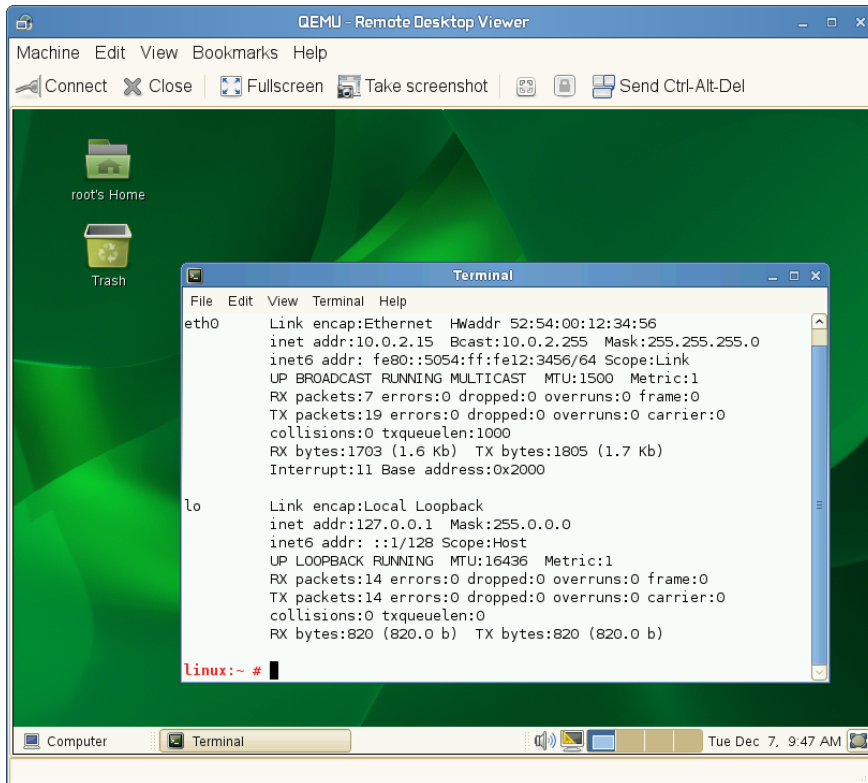 QEMU - Remote Desktop Viewer
Machine Edit View Bookmarks Help
Connect Close Fullscreen Take screenshot Send Ctrl-Alt-Del
root's Home
Trash
Terminal
File Edit View Terminal Help
eth0 Link encap:Ethernet HWaddr 52:54:00:12:34:56
inet addr:10.0.2.15 Bcast:10.0.2.255 Mask:255.255.255.0
inet6 addr: fe80::5054:ff:fe12:3456/64 Scope:Link
UP BROADCAST RUNNING MULTICAST MTU:1500 Metric:1
RX packets:7 errors:0 dropped:0 overruns:0 frame:0
TX packets:19 errors:0 dropped:0 overruns:0 carrier:0
collisions:0 txqueuelen:1000
RX bytes:1703 (1.6 Kb) TX bytes:1805 (1.7 Kb)
Interrupt:11 Base address:0x2000
lo Link encap:Local Loopback
inet addr:127.0.0.1 Mask:255.0.0.0
inet6 addr: ::1/128 Scope:Host
UP LOOPBACK RUNNING MTU:16436 Metric:1
RX packets:14 errors:0 dropped:0 overruns:0 frame:0
TX packets:14 errors:0 dropped:0 overruns:0 carrier:0
collisions:0 txqueuelen:0
RX bytes:820 (820.0 b) TX bytes:820 (820.0 b)
linux:~ #
Computer Terminal Tue Dec 7, 9:47 AM